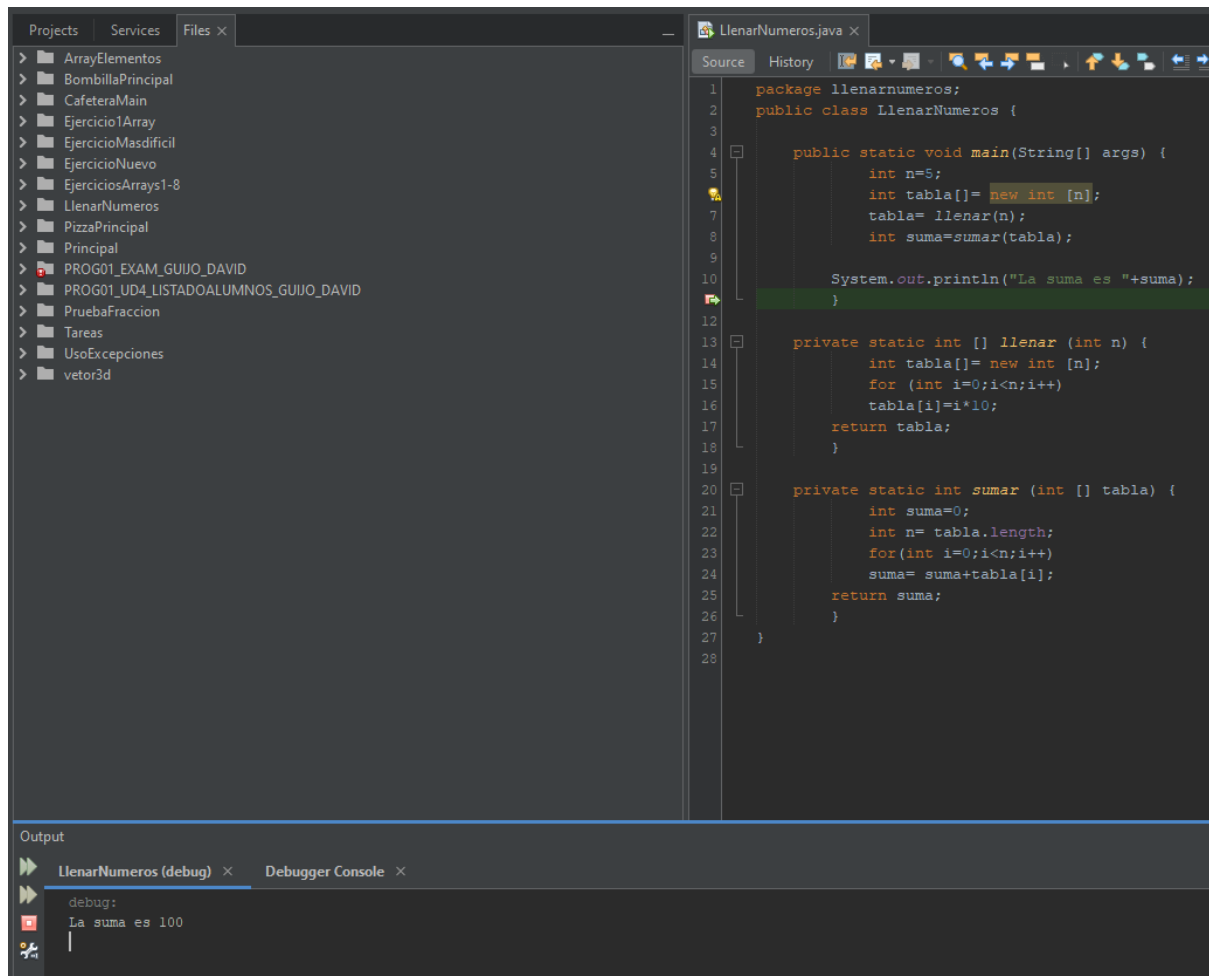 Projects Services Files
ArrayElementos
BombillaPrincipal
CafeteraMain
Ejercicio1Array
EjercicioMasdificil
EjercicioNuevo
EjerciciosArrays1-8
LlenarNumeros
PizzaPrincipal
Principal
PROG01_EXAM_GUIJO_DAVID
PROG01_UD4_LISTADOALUMNOS_GUIJO_DAVID
PruebaFraccion
Tareas
UsoExcepciones
vetor3d
LlenarNumeros.java
Source History
1 package llenarnumeros;
2 public class LlenarNumeros {
3
4 public static void main(String[] args) {
5 int n=5;
int tabla[]= new int [n];
7 tabla= llenar(n);
8 int suma=sumar(tabla);
9
10 System.out.println("La suma es "+suma);
}
12
13 private static int [] llenar (int n) {
14 int tabla[]= new int [n];
15 for (int i=0;i<n;i++)
16 tabla[i]=i*10;
17 return tabla;
18 }
19
20 private static int sumar (int [] tabla) {
21 int suma=0;
22 int n= tabla.length;
23 for(int i=0;i<n;i++)
24 suma= suma+tabla[i];
25 return suma;
26 }
27 }
28
Output
LlenarNumeros (debug) Debugger Console
debug:
La suma es 100